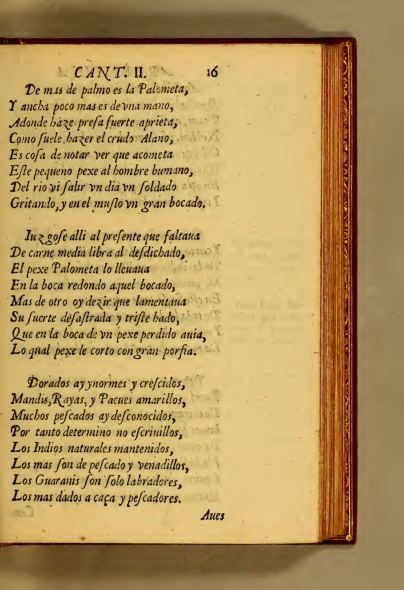 CANT. II. 16
De mas de palmo es la Palometa,
Y ancha poco mas es de vna mano,
Adonde haze presa fuerte aprieta,
Como suele hazer el crudo Alano,
Es cosa de notar ver que acometa
Este pequeno pexe al hombre humano,
Del rio vi salir vn dia vn soldado
Gritando, y en el muslo vn gran bocado.
Iuzgose alli al presente que faltaua
De carne media libra al desdichado,
El pexe Palometa lo lleuaua
En la boca redondo aquel bocado,
Mas de otro oy dezir que lamentaua
Su suerte desastrada y triste hado,
Que en la boca de vn pexe perdido auia,
Lo qual pexe le corto con gran porfia.
Dorados ay ynormes y crescidos,
Mandis, Rayas, y Pacues amarillos,
Muchos pescados ay desconocidos,
Por tanto determino no escriuillos,
Los Indios naturales mantenidos,
Los mas son de pescado y venadillos,
Los Guaranis son solo labradores,
Los mas dados a caça y pescadores.
Aues